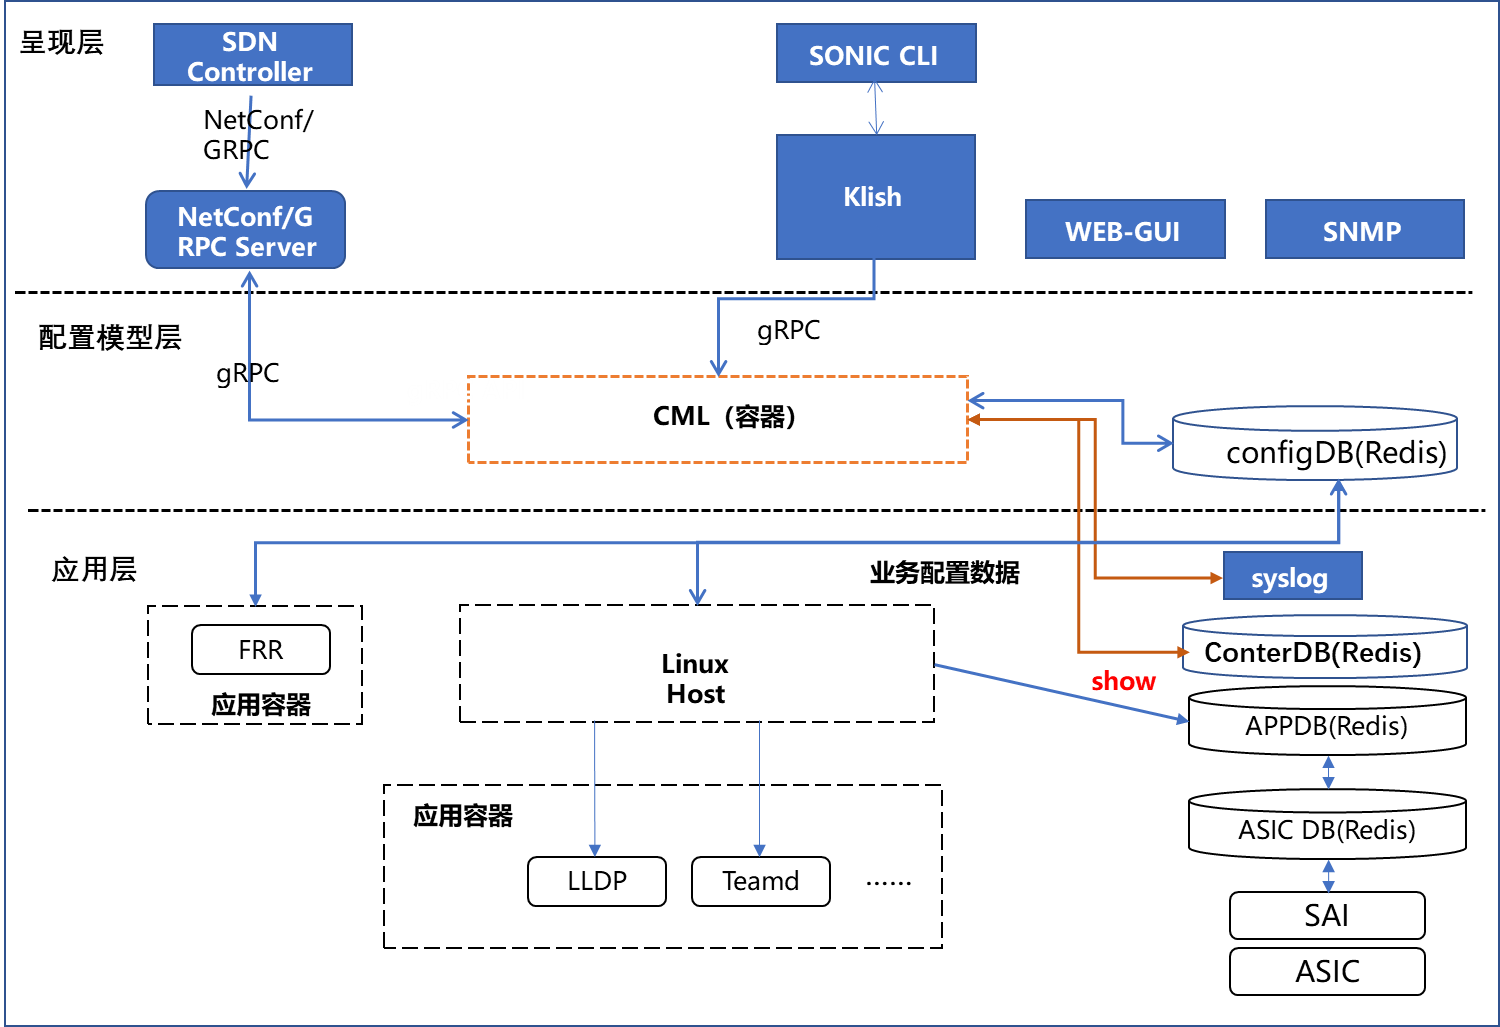 呈现层
SDN
Controller
SONIC CLI
NetConf/
GRPC
Klish
NetConf/G
RPC Server
WEB-GUI
SNMP
配置模型层
gRPC
gRPC
CML（容器）
configDB(Redis)
应用层
业务配置数据
syslog
FRR
应用容器
Linux
Host
ConterDB(Redis)
show
APPDB(Redis)
应用容器
ASIC DB(Redis)
LLDP
Teamd
……
SAI
ASIC